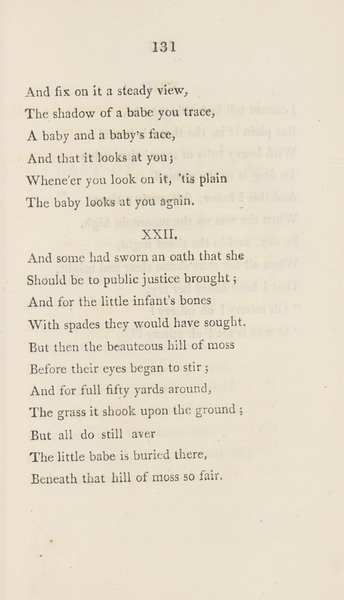 131
And fix on it a steady view,
The shadow of a babe you trace,
A baby and a baby's face,
And that it looks at you;
Whene'er you look on it, 'tis plain
The baby looks at you again.
XXII.
And some had sworn an oath that she
Should be to public justice brought;
And for the little infant's bones
With spades they would have sought.
But then the beauteous hill of moss
Before their eyes began to stir;
And for full fifty yards around,
The grass it shook upon the ground;
But all do still aver
The little babe is buried there,
Beneath that hill of moss so fair.